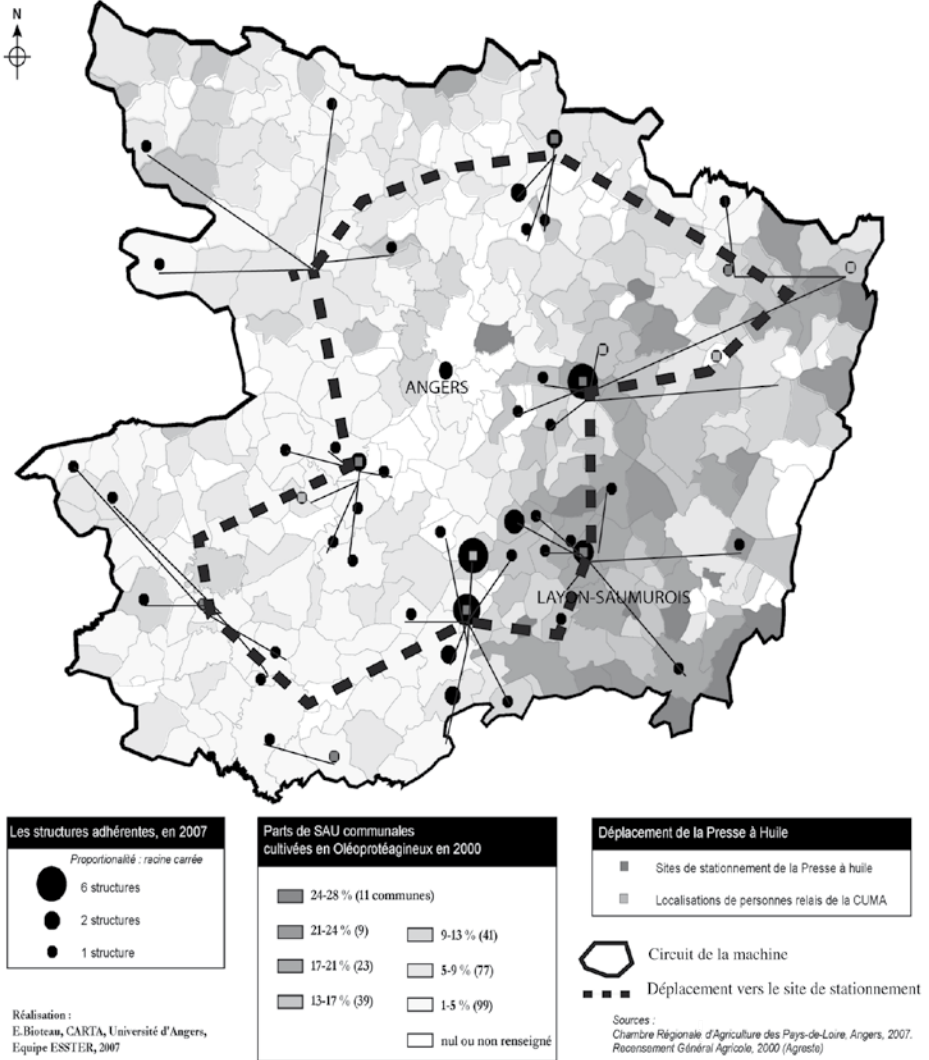 N
ANGERS
LAYON-SAUMUROIS
Les structures adhérentes, en 2007
Proportionalité : racine carrée
6 structures
2 structures
1 structure
Réalisation :
E.Bioteau, CARTA, Université d'Angers,
Equipe ESSTER, 2007
Parts de SAU communales
cultivées en Oléoprotéagineux en 2000
24-28 % (11 communes)
21-24 % (9)
17-21 % (23)
13-17 % (39)
9-13 % (41)
5-9 % (77)
1-5 % (99)
nul ou non renseigné
Déplacement de la Presse à Huile
Sites de stationnement de la Presse à huile
Localisations de personnes relais de la CUMA
Circuit de la machine
Déplacement vers le site de stationnement
Sources :
Chambre Régionale d'Agriculture des Pays-de-Loire, Angers, 2007.
Recensement Général Agricole, 2000 (Agreste)